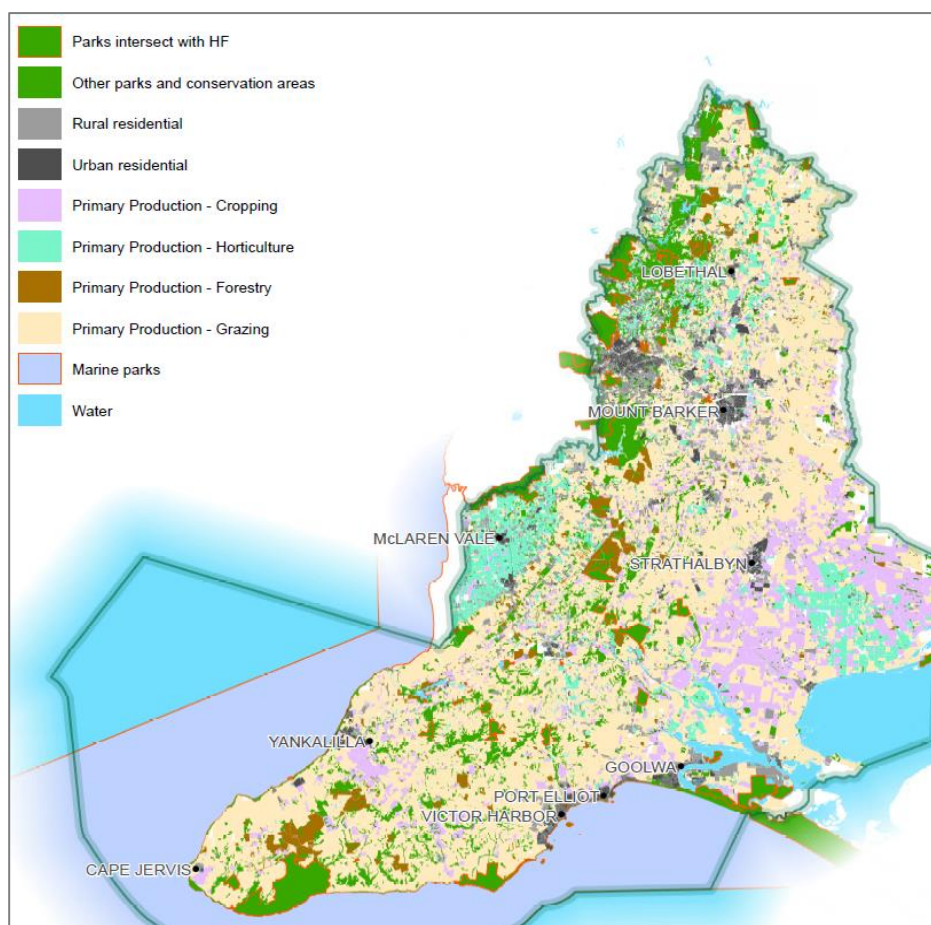 Parks intersect with HF
Other parks and conservation areas
Rural residential
Urban residential
Primary Production - Cropping
Primary Production - Horticulture
Primary Production - Forestry
Primary Production - Grazing
Marine parks
Water
LOBETHAL
MOUNT BARKER
McLAREN VALE
STRATHALBYN
YANKALILLA
GOOLWA
PORT ELLIOT
VICTOR HARBOR
CAPE JERVIS